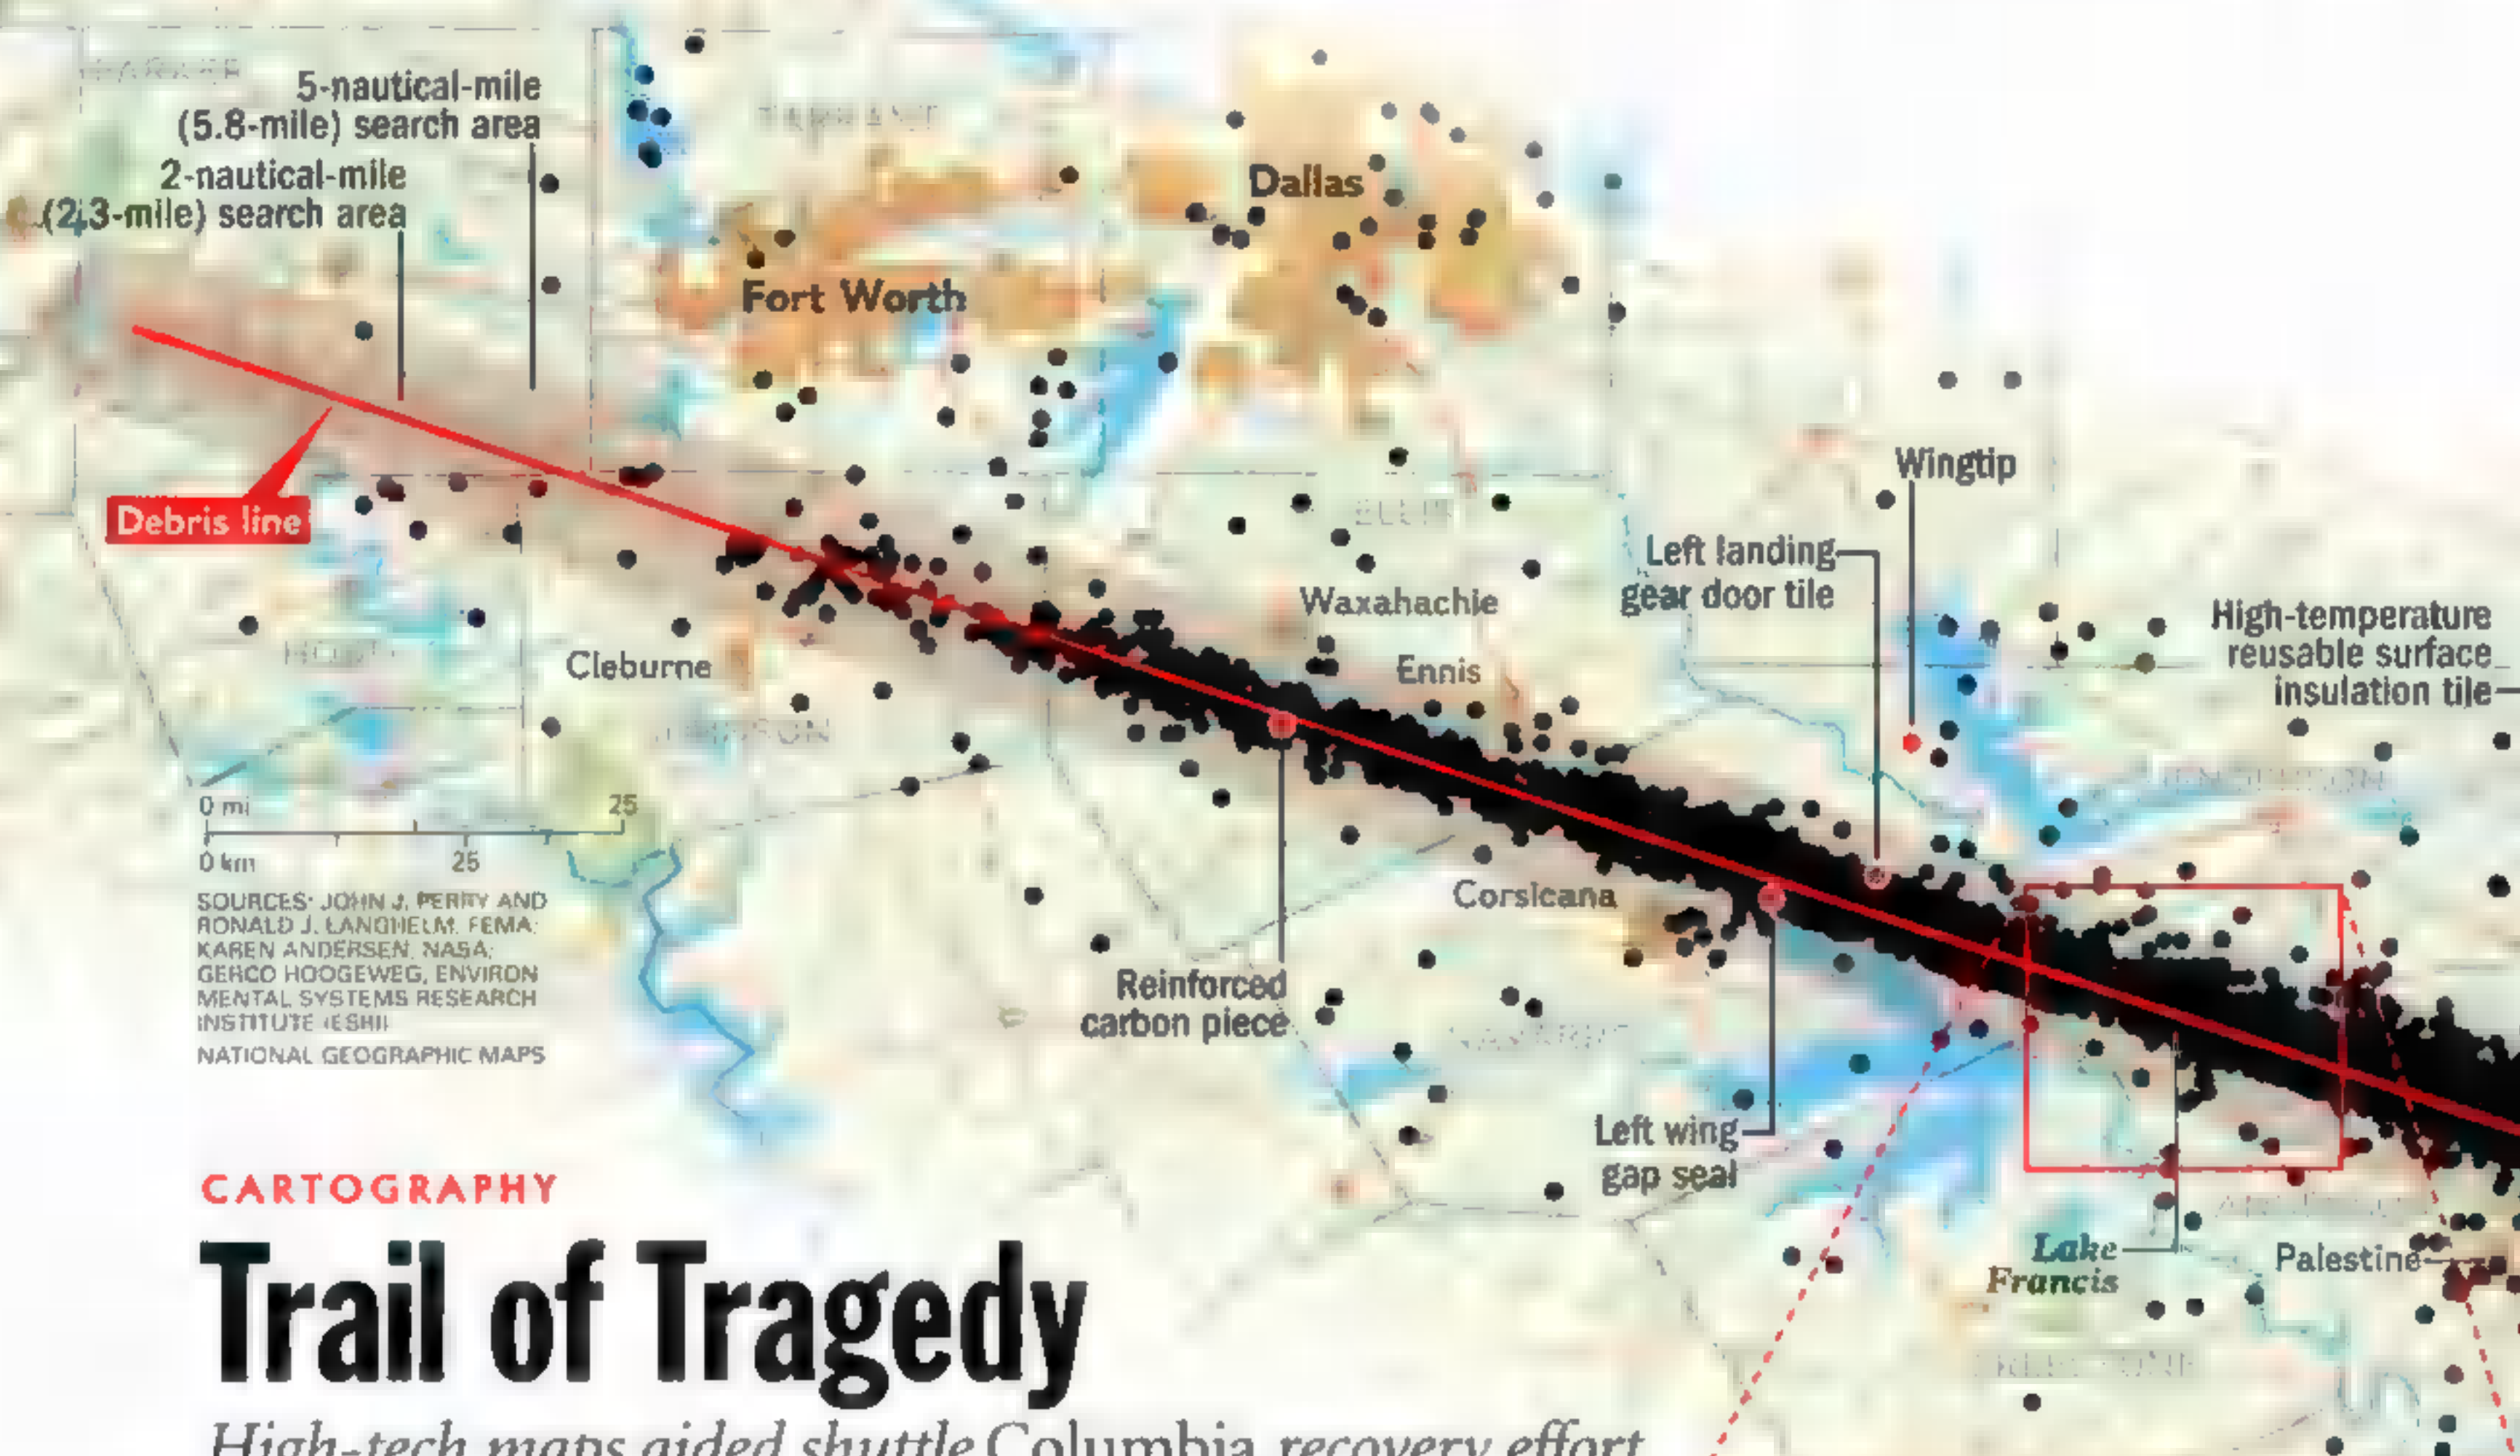 5-nautical-mile
(5.8-mile) search area
2-nautical-mile
(2.3-mile) search area
Dallas
Fort Worth
Debris line
ELLIS
Wingtip
Left landing
gear door tile
High-temperature
reusable surface
insulation tile
Waxahachie
Ennis
Cleburne
0 mi 25
0 km 25
Corsicana
SOURCES: JOHN J. PERRY AND
RONALD J. LANGHELM, FEMA;
KAREN ANDERSEN, NASA;
GERCO HOOGEWEG, ENVIRON
MENTAL SYSTEMS RESEARCH
INSTITUTE (ESRI)
NATIONAL GEOGRAPHIC MAPS
Reinforced
carbon piece
Left wing
gap seal
Lake
Francis
Palestine
CARTOGRAPHY
Trail of Tragedy
High-tech maps aided shuttle Columbia recovery effort